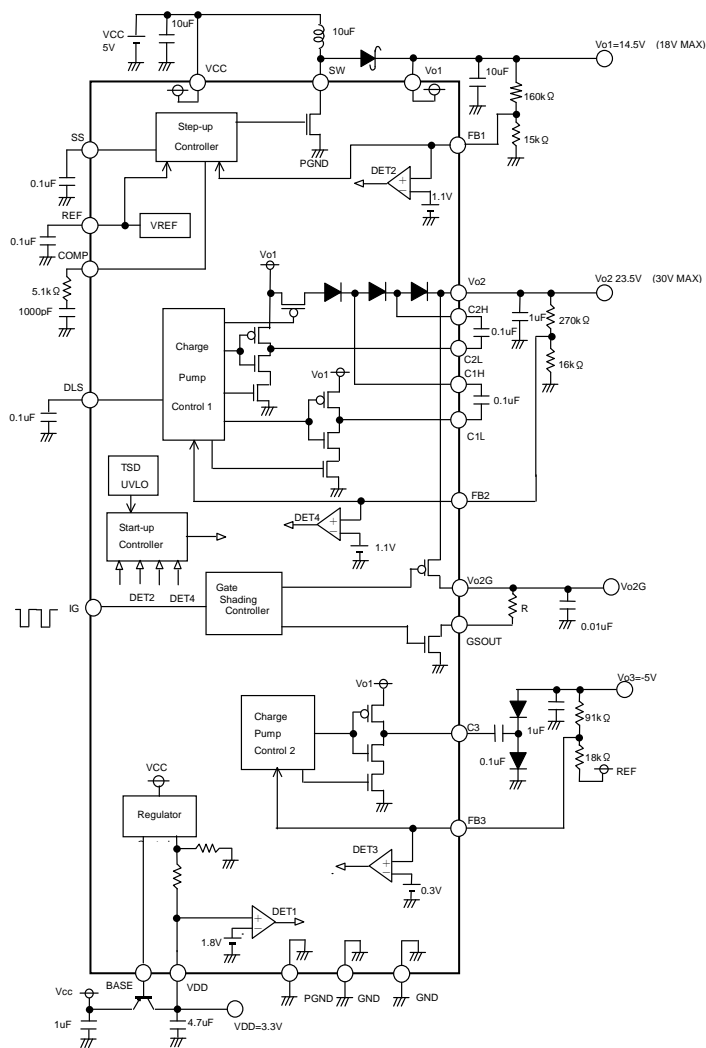 10uF
VCC
5V
10uF
Vo1=14.5V (18V MAX)
VCC
SW
Vo1
10uF
160kΩ
SS
Step-up
Controller
FB1
15kΩ
PGND
DET2
0.1uF
1.1V
REF
VREF
0.1uF
COMP
Vo1
Vo2
Vo2 23.5V (30V MAX)
5.1kΩ
1000pF
C2H
0.1uF
1uF
270kΩ
Charge
Pump
Control 1
C2L
16kΩ
Vo1
C1H
DLS
0.1uF
0.1uF
C1L
TSD
UVLO
FB2
DET4
Start-up
Controller
1.1V
Gate
Shading
Controller
Vo2G
Vo2G
IG
DET2
DET4
R
0.01uF
GSOUT
Vo1
Vo3=-5V
Charge
Pump
Control 2
C3
1uF
91kΩ
0.1uF
18kΩ
REF
VCC
Regulator
FB3
DET3
0.3V
DET1
1.8V
BASE
VDD
PGND
GND
GND
Vcc
1uF
4.7uF
VDD=3.3V